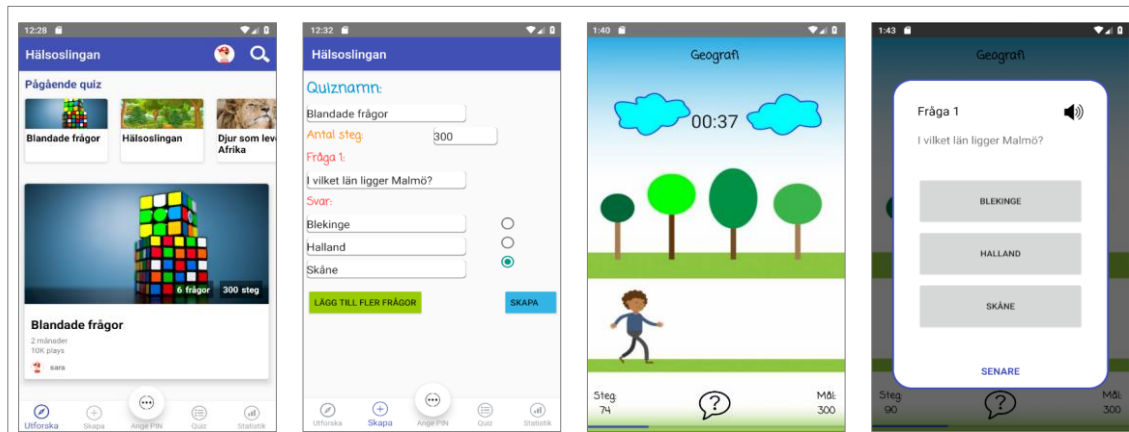 12:28
Hälsoslingan
Pågående quiz
Blandade frågor
Hälsoslingan
Djur som lev
Afrika
6 frågor
300 steg
Blandade frågor
2 månader
10K plays
sara
Utforska
Skapa
Ange PIN
Quiz
Statistik
12:32
Hälsoslingan
Quiznamn:
Blandade frågor
Antal steg:
300
Fråga 1:
I vilket län ligger Malmö?
Svar:
Blekinge
Halland
Skåne
LÄGG TILL FLER FRÅGOR
SKAPA
Utforska
Skapa
Ange PIN
Quiz
Statistik
1:40
Geografi
00:37
Steg:
74
?
Mål:
300
1:43
Geografi
Fråga 1
I vilket län ligger Malmö?
BLEKINGE
HALLAND
SKÅNE
SENARE
Steg:
90
?
Mål:
300